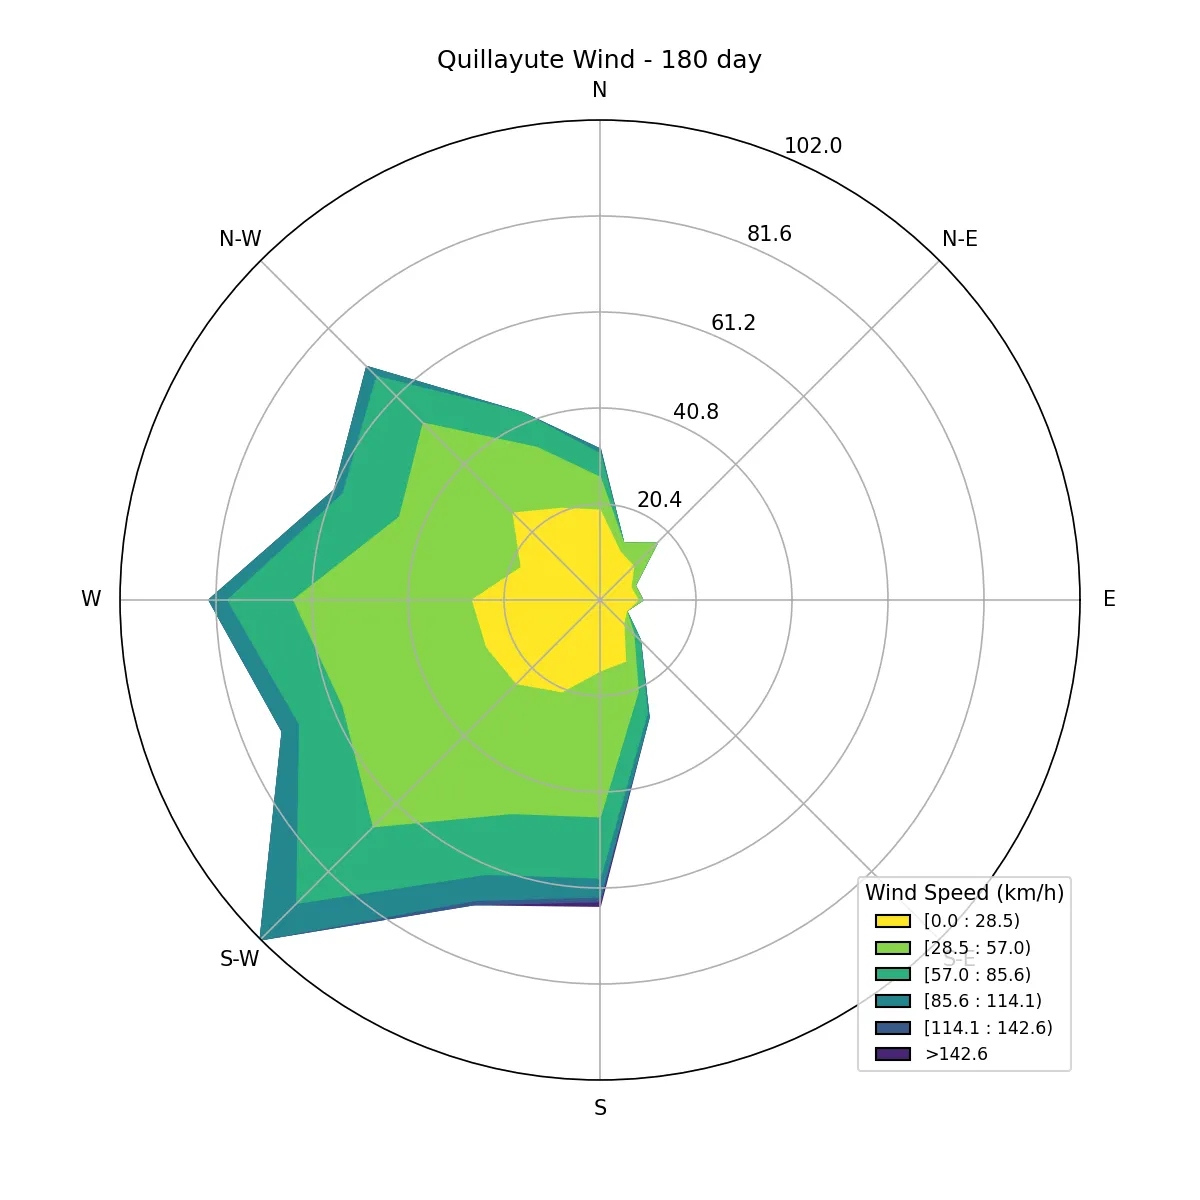 Quillayute Wind - 180 day
N
102.0
81.6
N-W
N-E
61.2
40.8
20.4
W
E
Wind Speed (km/h)
[0.0 : 28.5)
[28.5 : 57.0)
S-W
S-E
[57.0 : 85.6)
[85.6 : 114.1)
[114.1 : 142.6)
>142.6
S